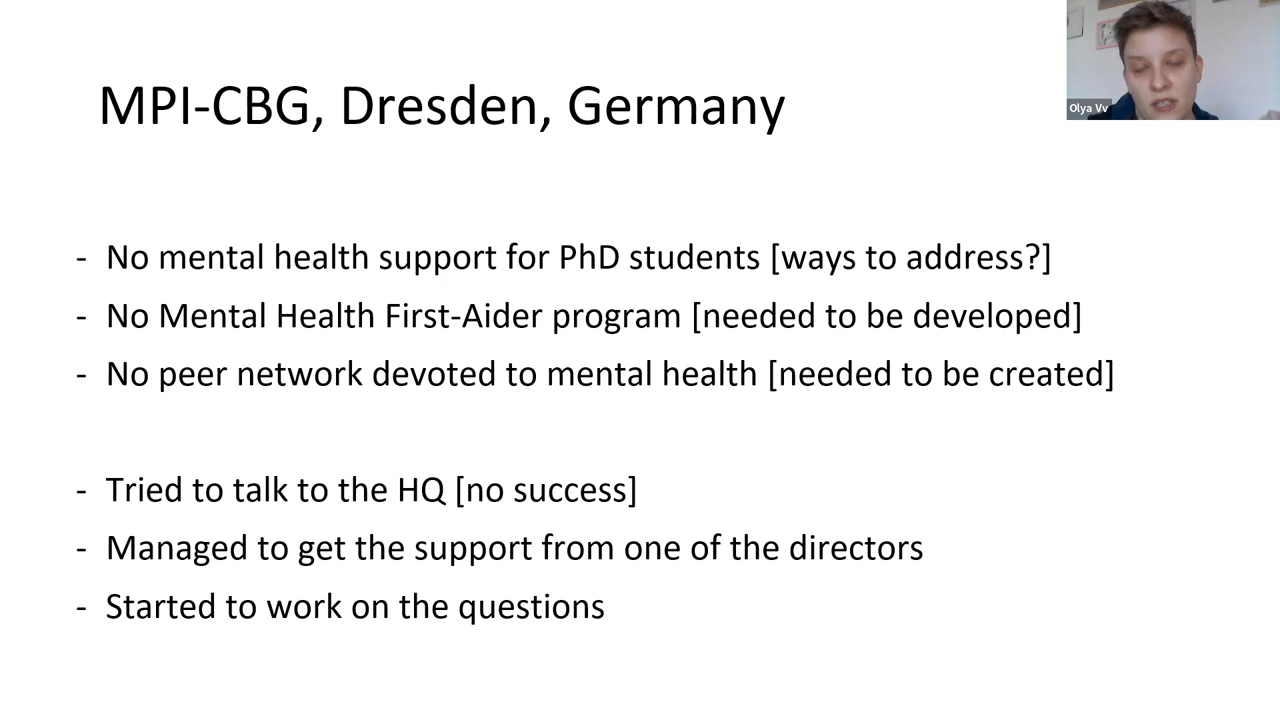 MPI-CBG, Dresden, Germany
Olya Vv
- No mental health support for PhD students [ways to address?]
- No Mental Health First-Aider program [needed to be developed]
- No peer network devoted to mental health [needed to be created]
- Tried to talk to the HQ [no success]
- Managed to get the support from one of the directors
- Started to work on the questions